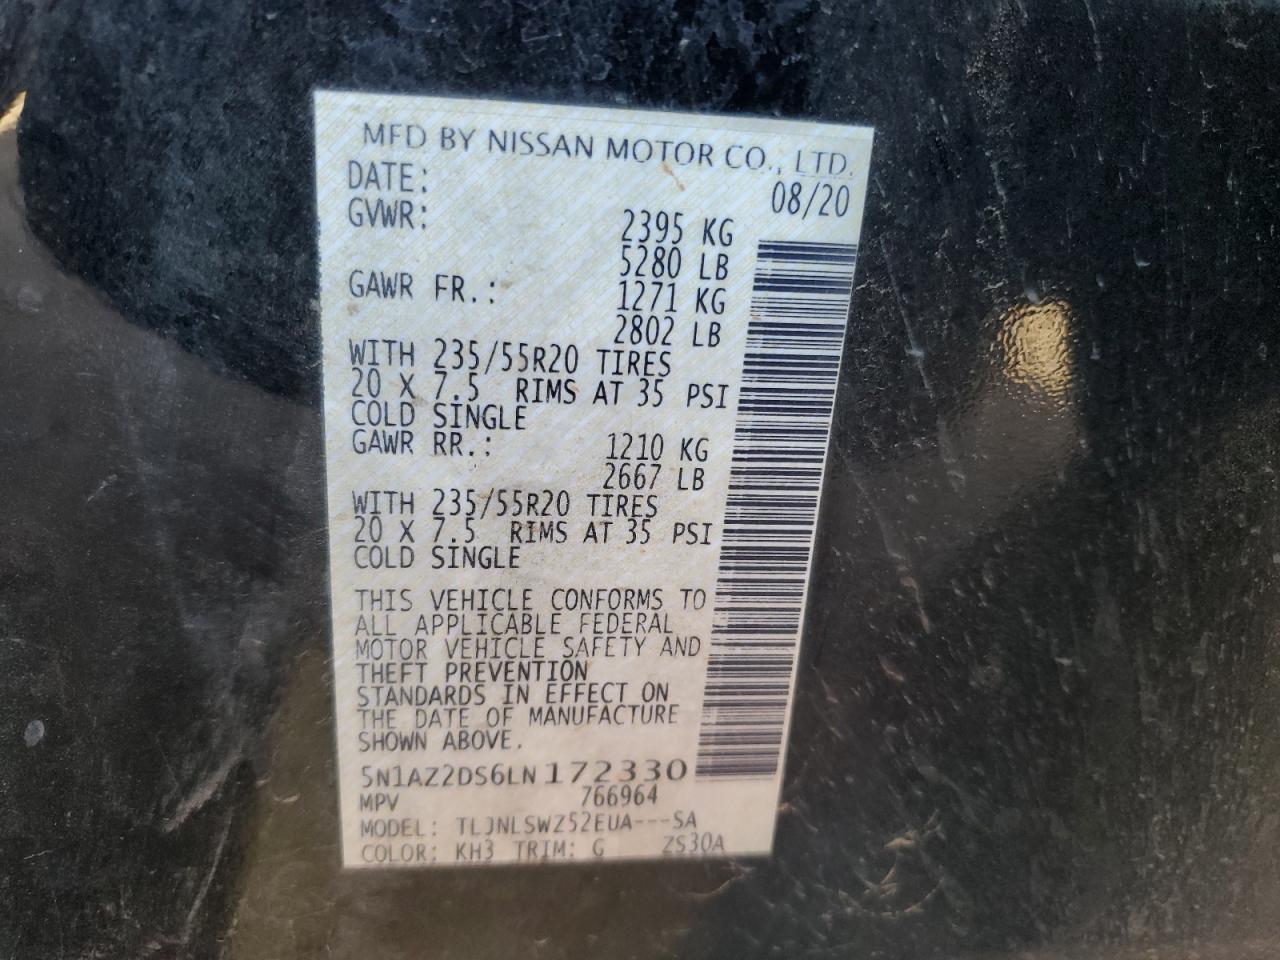 MFD BY NISSAN MOTOR CO., LTD.
DATE: 08/20
GVWR: 2395 KG
5280 LB
GAWR FR.: 1271 KG
2802 LB
WITH 235/55R20 TIRES
20 X 7.5 RIMS AT 35 PSI
COLD SINGLE
GAWR RR.: 1210 KG
2667 LB
WITH 235/55R20 TIRES
20 X 7.5 RIMS AT 35 PSI
COLD SINGLE
THIS VEHICLE CONFORMS TO
ALL APPLICABLE FEDERAL
MOTOR VEHICLE SAFETY AND
THEFT PREVENTION
STANDARDS IN EFFECT ON
THE DATE OF MANUFACTURE
SHOWN ABOVE.
5N1AZ2DS6LN172330
MPV 766964
MODEL: TLJNLSWZ52EUA---SA
COLOR: KH3 TRIM: G ZS30A